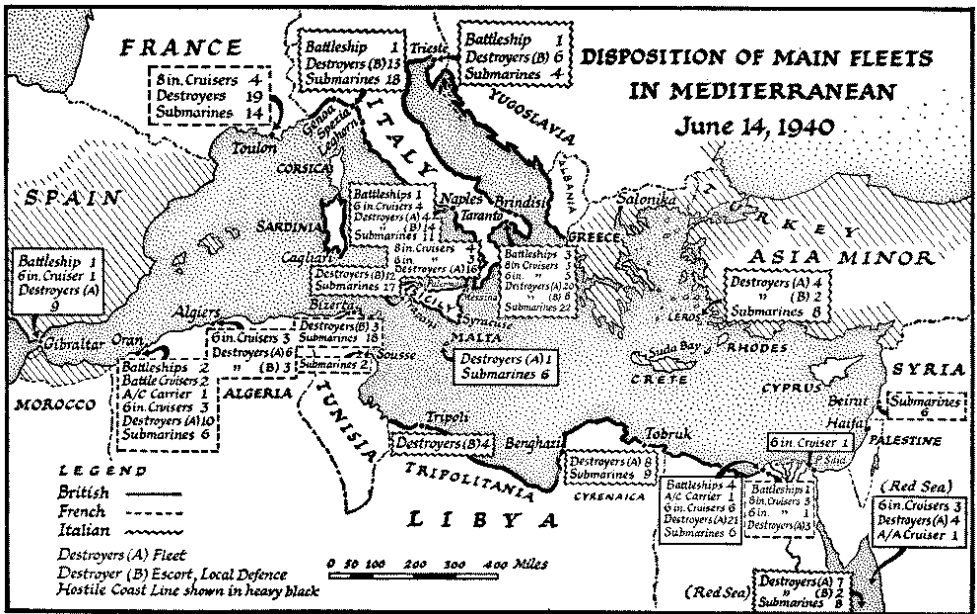 DISPOSITION OF MAIN FLEETS
IN MEDITERRANEAN
June 14, 1940
FRANCE
8in. Cruisers 4
Destroyers 19
Submarines 14
Toulon
Battleship 1
Destroyers (B) 13
Submarines 18
Trieste
Battleship 1
Destroyers (B) 6
Submarines 4
YUGOSLAVIA
Genoa
Spezia
Leghorn
ITALY
CORSICA
ALBANIA
SPAIN
SARDINIA
Cagliari
Battleships 1
6in. Cruisers 4
Destroyers (A) 4
" (B) 14
Submarines 11
Naples
Taranto
Brindisi
Salonika
TURKEY
ASIA MINOR
GREECE
8in. Cruisers 4
6in. " 3
Destroyers (A) 16
Battleships 3
8in Cruisers 3
6in. " 5
Destroyers (A) 20
" (B) 8
Submarines 22
Destroyers (B) 12
Submarines 17
Palermo
Messina
SICILY
Trapani
Syracuse
Destroyers (A) 4
" (B) 2
Submarines 8
LEROS
RHODES
Battleship 1
6in. Cruiser 1
Destroyers (A)
9
Gibraltar
Oran
Algiers
Bizerta
6in. Cruisers 3
Destroyers (A) 6
" (B) 3
Destroyers (B) 3
Submarines 18
Submarines 2
Sousse
MALTA
Destroyers (A) 1
Submarines 6
Suda Bay
CRETE
CYPRUS
SYRIA
Beirut
Submarines
6
Haifa
PALESTINE
MOROCCO
Battleships 2
Battle Cruisers 2
A/C Carrier 1
6in. Cruisers 3
Destroyers (A) 10
Submarines 6
ALGERIA
TUNISIA
Tripoli
Destroyers (B) 4
TRIPOLITANIA
Benghazi
Tobruk
Destroyers (A) 8
Submarines 9
CYRENAICA
LIBYA
6in. Cruiser 1
P. Said
Battleships 4
A/C Carrier 1
6in. Cruisers 6
Destroyers (A) 21
Submarines 6
Battleships 1
8in. Cruisers 3
6in. " 1
Destroyers (A) 3
(Red Sea)
6in. Cruisers 3
Destroyers (A) 4
A/A Cruiser 1
(Red Sea)
Destroyers (A) 7
" (B) 2
Submarines 8
LEGEND
British
French
Italian
Destroyers (A) Fleet
Destroyer (B) Escort, Local Defence
Hostile Coast Line shown in heavy black
0 50 100 200 300 400 Miles